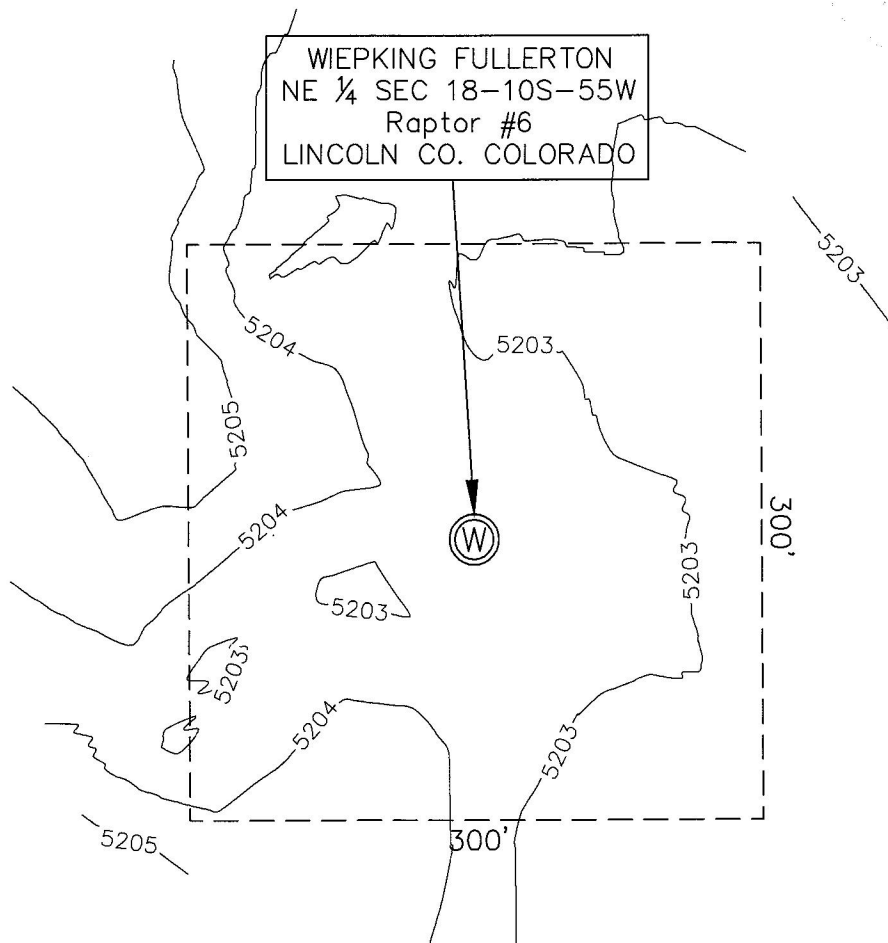 WIEPKING FULLERTON
NE ¼ SEC 18-10S-55W
Raptor #6
LINCOLN CO. COLORADO
5203
5204
5203
5205
5204
W
300'
5203
5203
5203
5204
5203
5205
300'